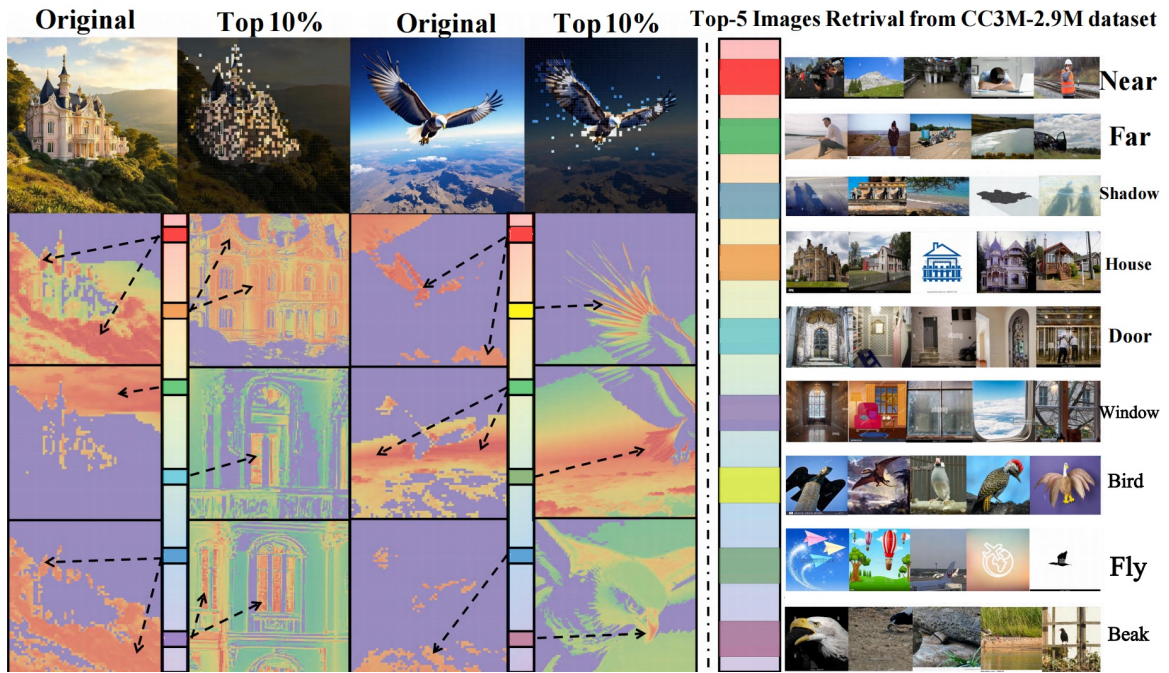 Original
Top 10%
Original
Top 10%
Top-5 Images Retrival from CC3M-2.9M dataset
Near
Far
Shadow
House
Door
Window
Bird
Fly
Beak